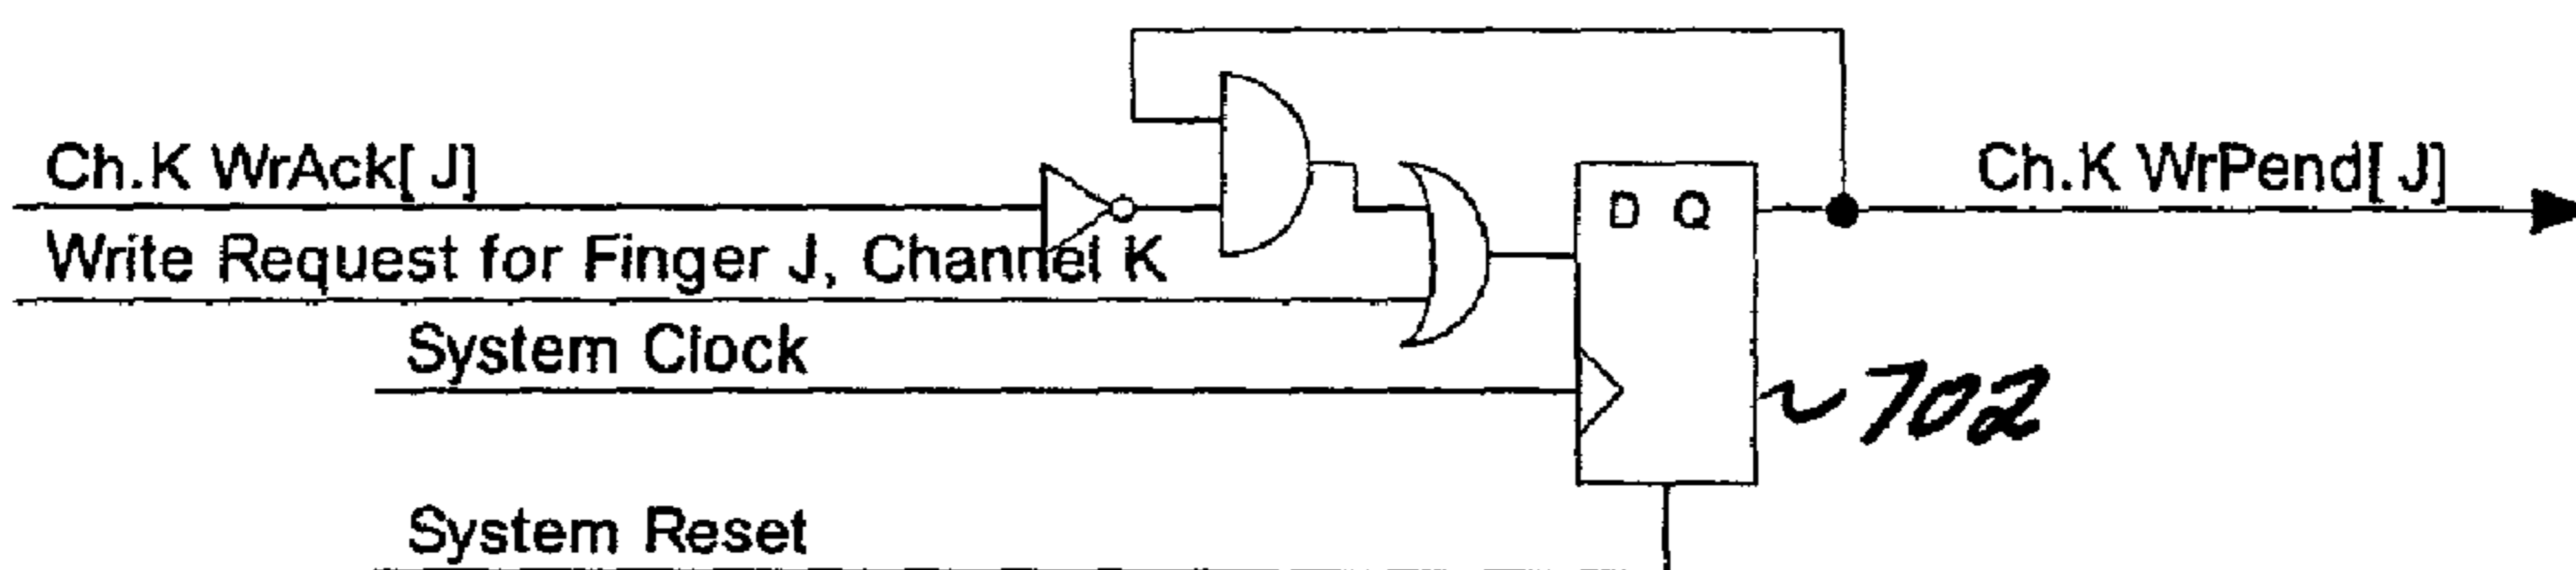 Ch.K WrAck[ J]
Ch.K WrPend[ J]
D Q
Write Request for Finger J, Channel K
System Clock
~702
System Reset